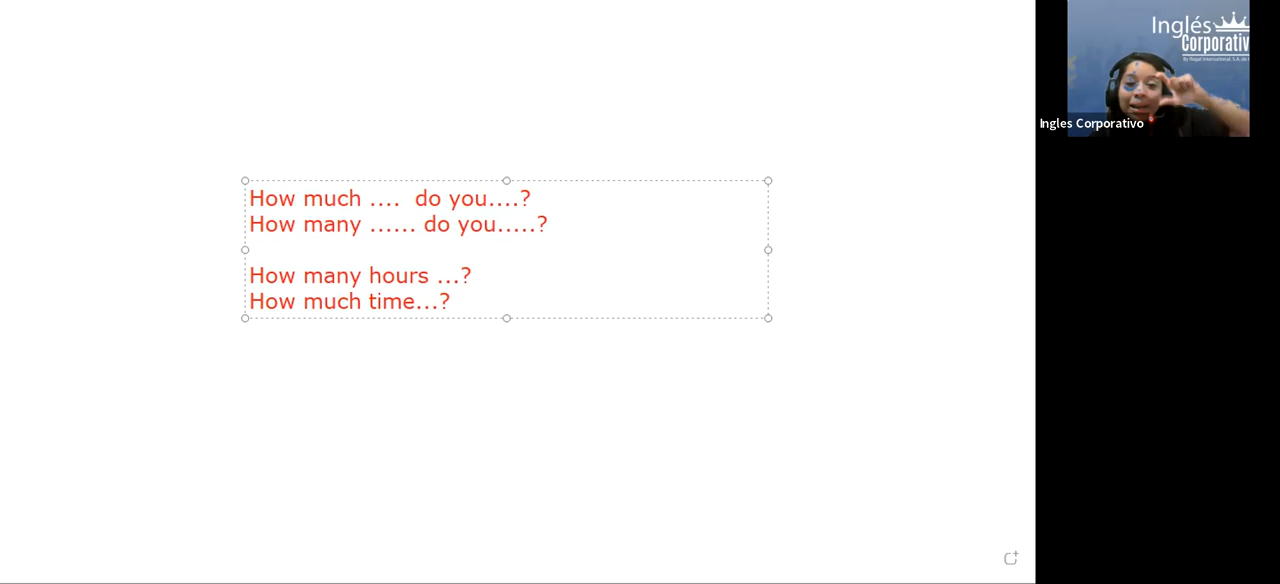 How much .... do you....?
How many ...... do you.....?
How many hours ...?
How much time...?
Inglés
Corporativ
Ingles Corporativo